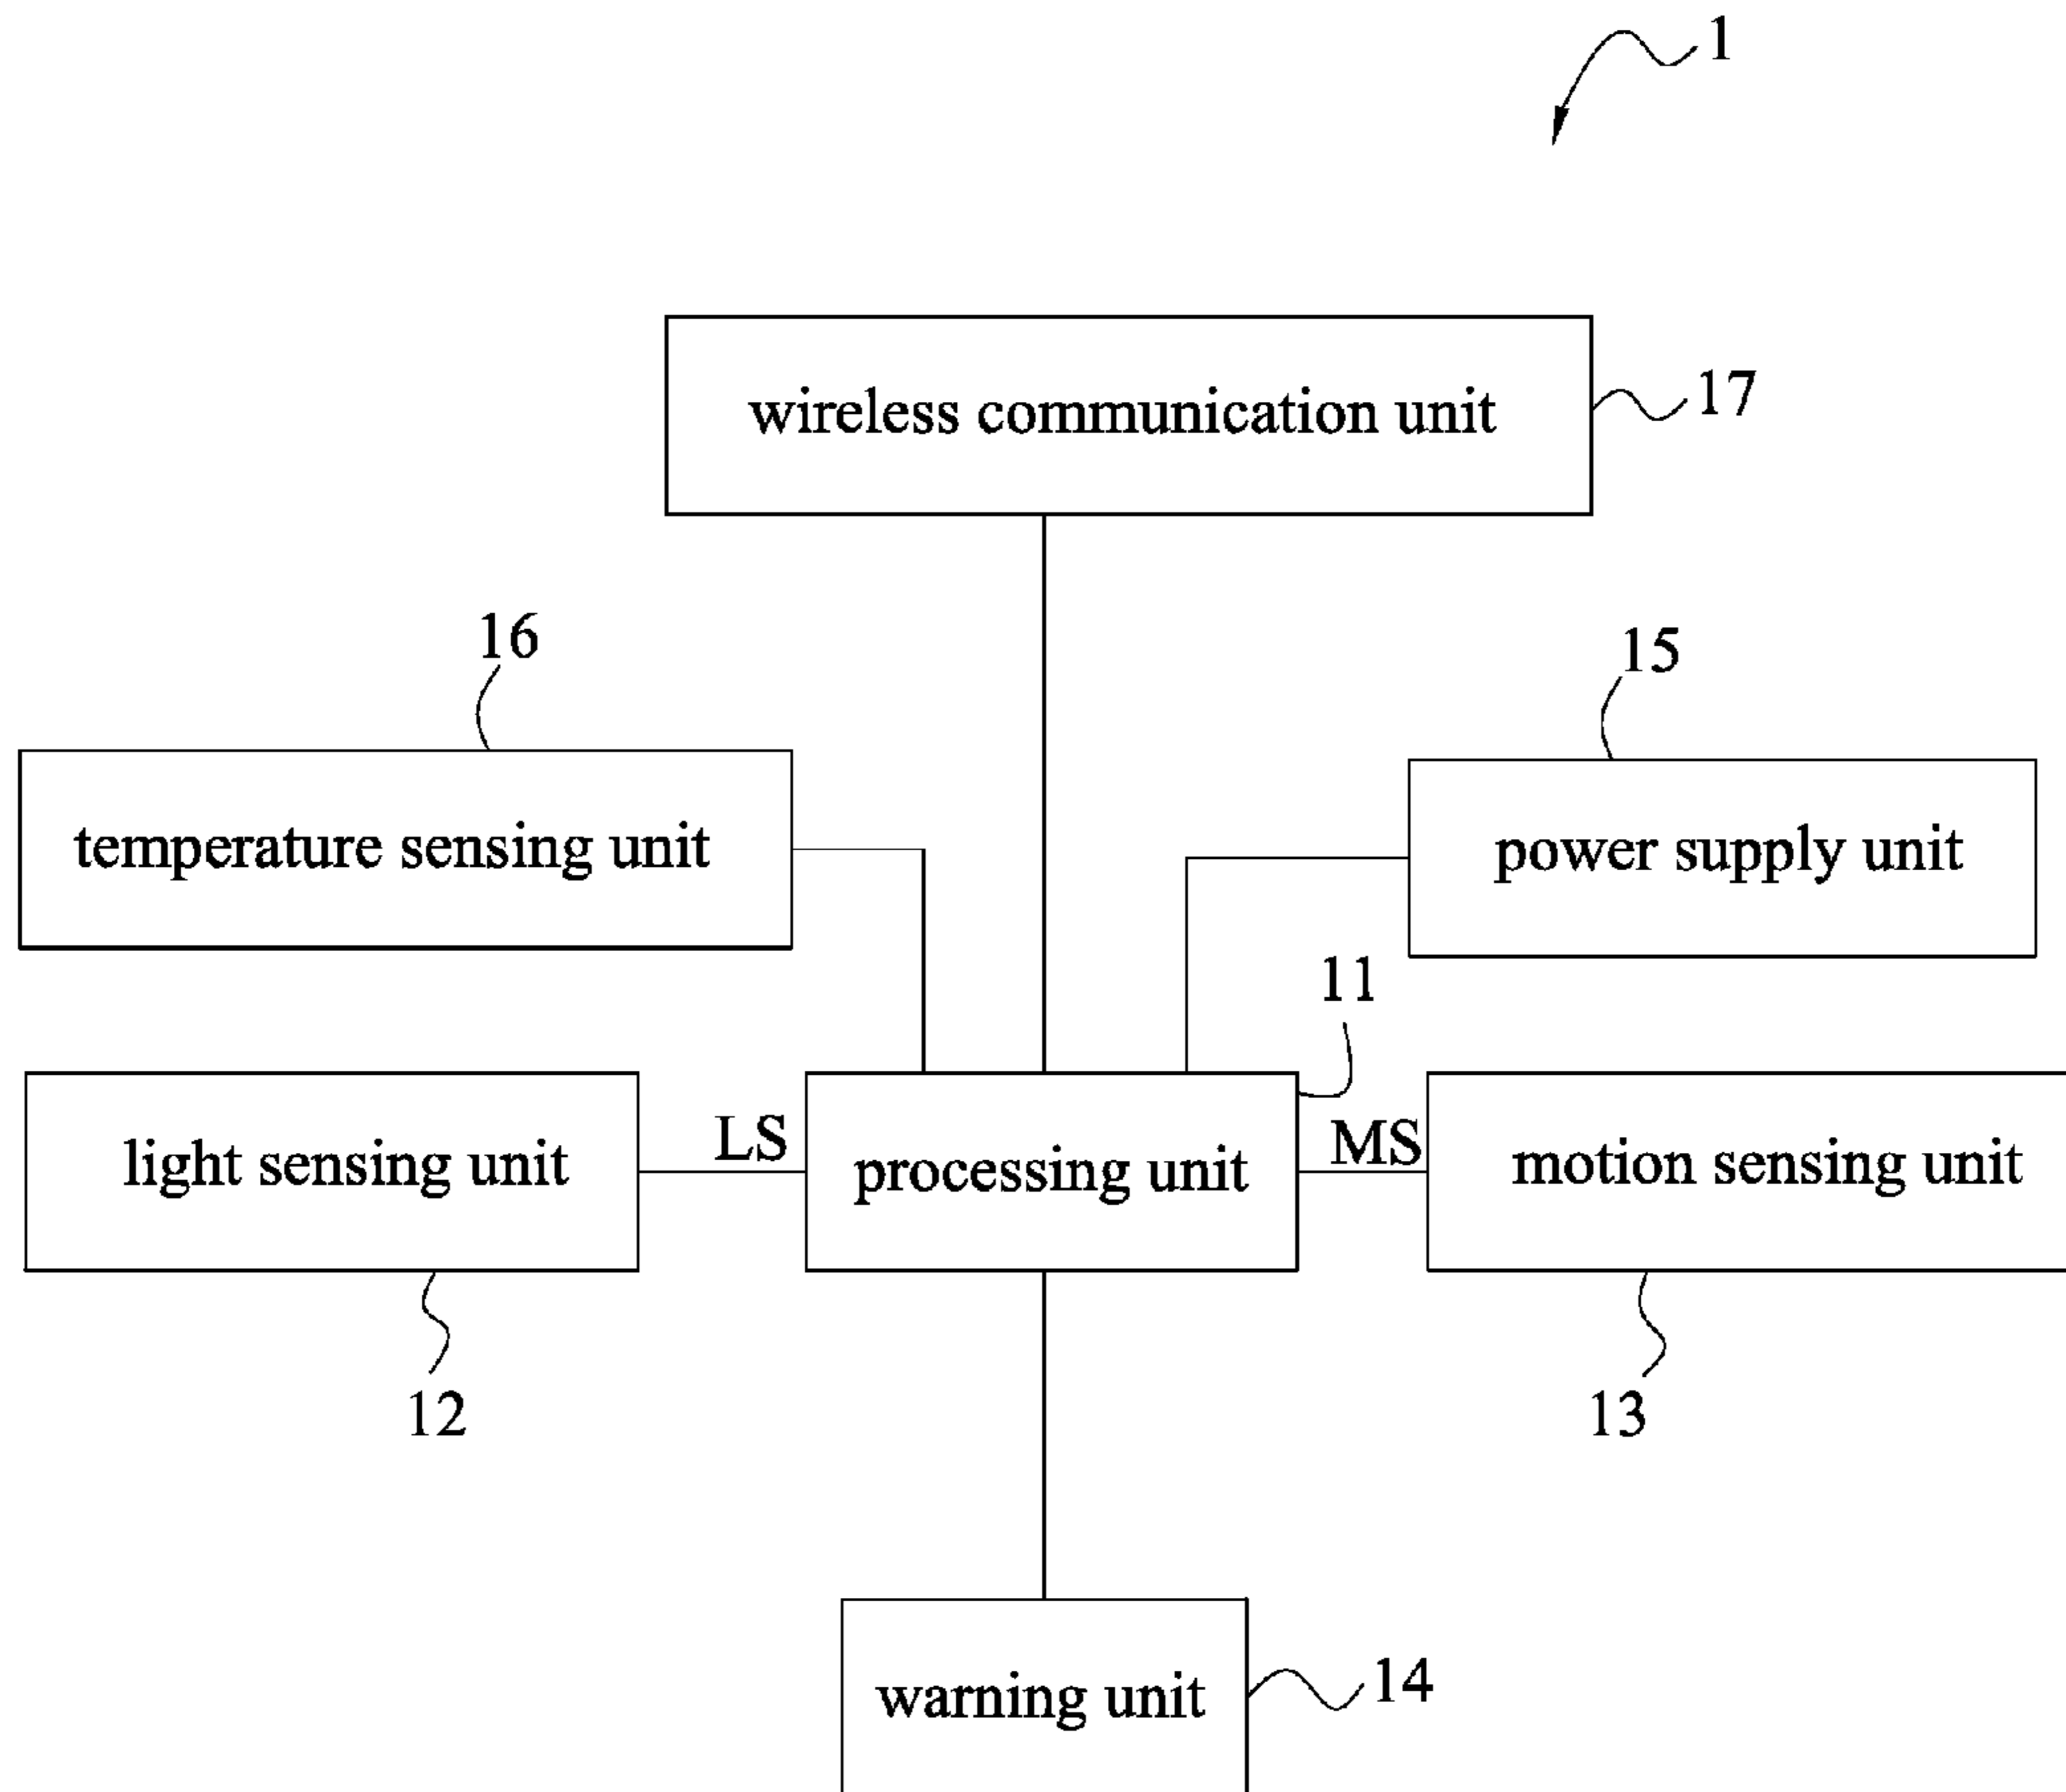 1
wireless communication unit
17
16
15
temperature sensing unit
power supply unit
11
light sensing unit
LS
processing unit
MS
motion sensing unit
12
13
warning unit
14